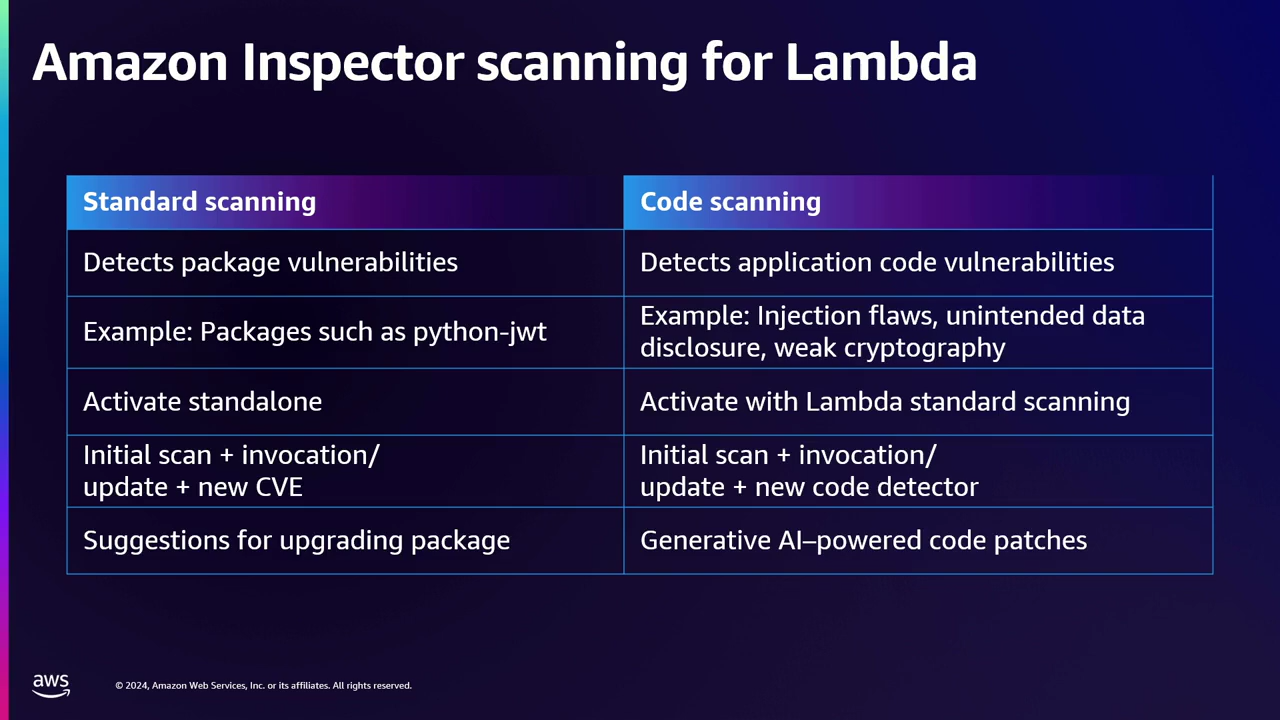 Amazon Inspector scanning for Lambda
Standard scanning
Code scanning
Detects package vulnerabilities
Detects application code vulnerabilities
Example: Packages such as python-jwt
Example: Injection flaws, unintended data
disclosure, weak cryptography
Activate standalone
Activate with Lambda standard scanning
Initial scan + invocation/
update + new CVE
Initial scan + invocation/
update + new code detector
Suggestions for upgrading package
Generative AI–powered code patches
aws
© 2024, Amazon Web Services, Inc. or its affiliates. All rights reserved.